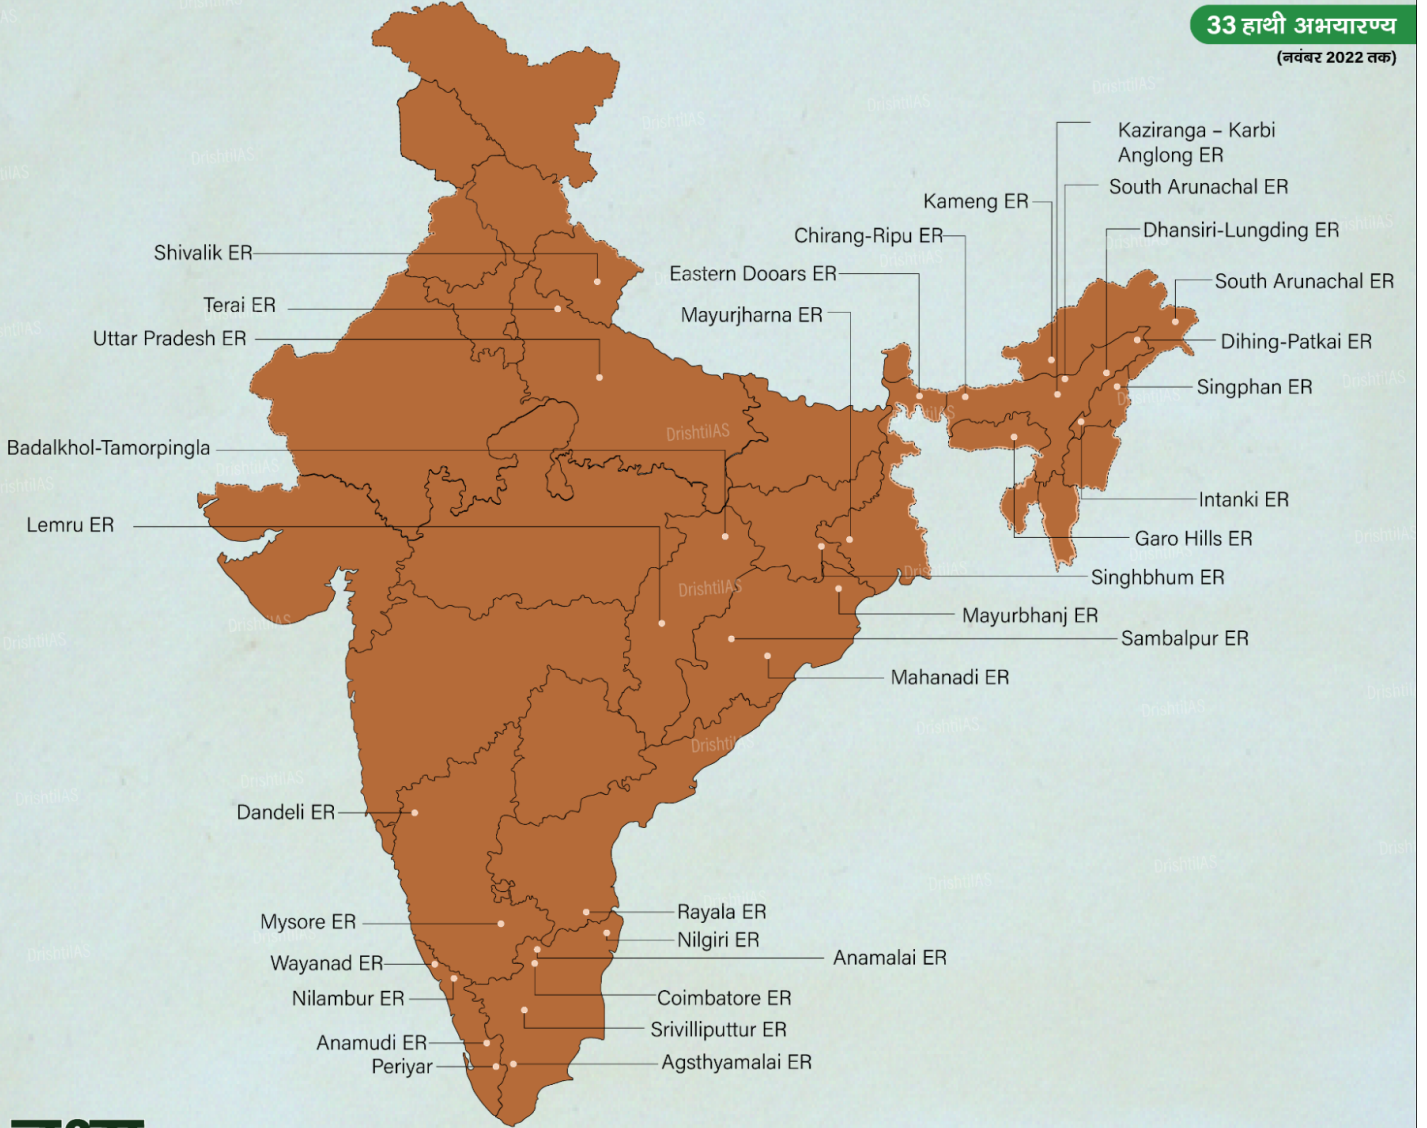 33 हाथी अभयारण्य
(नवंबर 2022 तक)
Kaziranga – Karbi
Anglong ER
South Arunachal ER
Kameng ER
Dhansiri-Lungding ER
Chirang-Ripu ER
Shivalik ER
Eastern Dooars ER
South Arunachal ER
Terai ER
Mayurjharna ER
Uttar Pradesh ER
Dihing-Patkai ER
Singphan ER
Badalkhol-Tamorpingla
Intanki ER
Lemru ER
Garo Hills ER
Singhbhum ER
Mayurbhanj ER
Sambalpur ER
Mahanadi ER
Dandeli ER
Rayala ER
Mysore ER
Nilgiri ER
Anamalai ER
Wayanad ER
Nilambur ER
Coimbatore ER
Srivilliputtur ER
Anamudi ER
Agsthyamalai ER
Periyar
DrishtiIAS